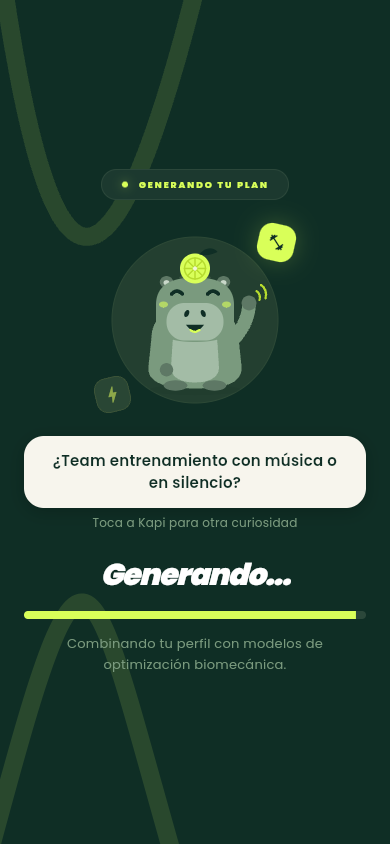 GENERANDO TU PLAN
¿Team entrenamiento con música o
en silencio?
Toca a Kapi para otra curiosidad
Generando...
Combinando tu perfil con modelos de
optimización biomecánica.